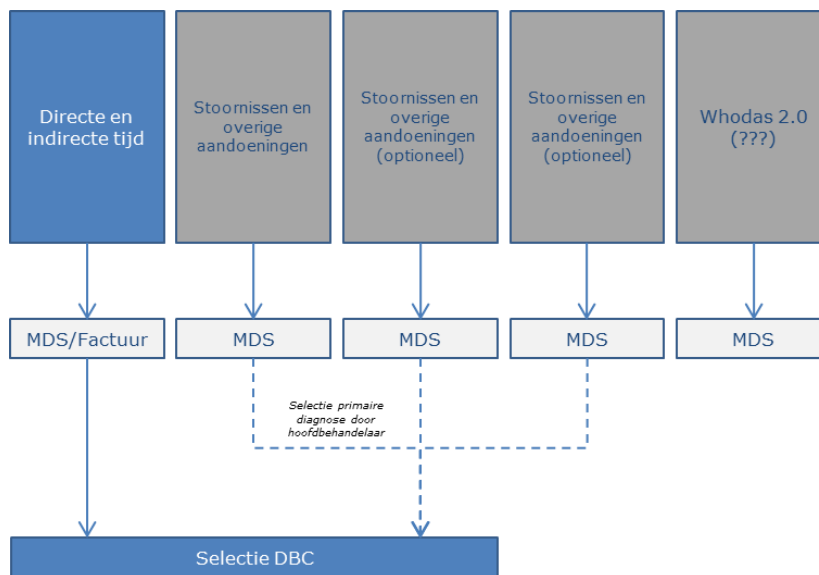 Directe en
indirecte tijd
Stoornissen en
overige
aandoeningen
Stoornissen en
overige
aandoeningen
(optioneel)
Stoornissen en
overige
aandoeningen
(optioneel)
Whodas 2.0
(???)
MDS/Factuur
MDS
MDS
MDS
MDS
Selectie primaire
diagnose door
hoofdbehandelaar
Selectie DBC